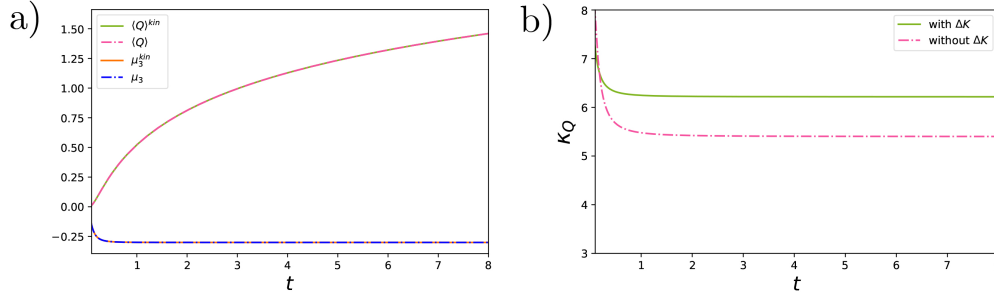 a)
⟨Q⟩^kin
⟨Q⟩
μ₃^kin
μ₃
1.50
1.25
1.00
0.75
0.50
0.25
0.00
−0.25
1 2 3 4 5 6 7 8
t
b)
with ΔK
without ΔK
8
7
6
5
4
3
κ_Q
1 2 3 4 5 6 7
t